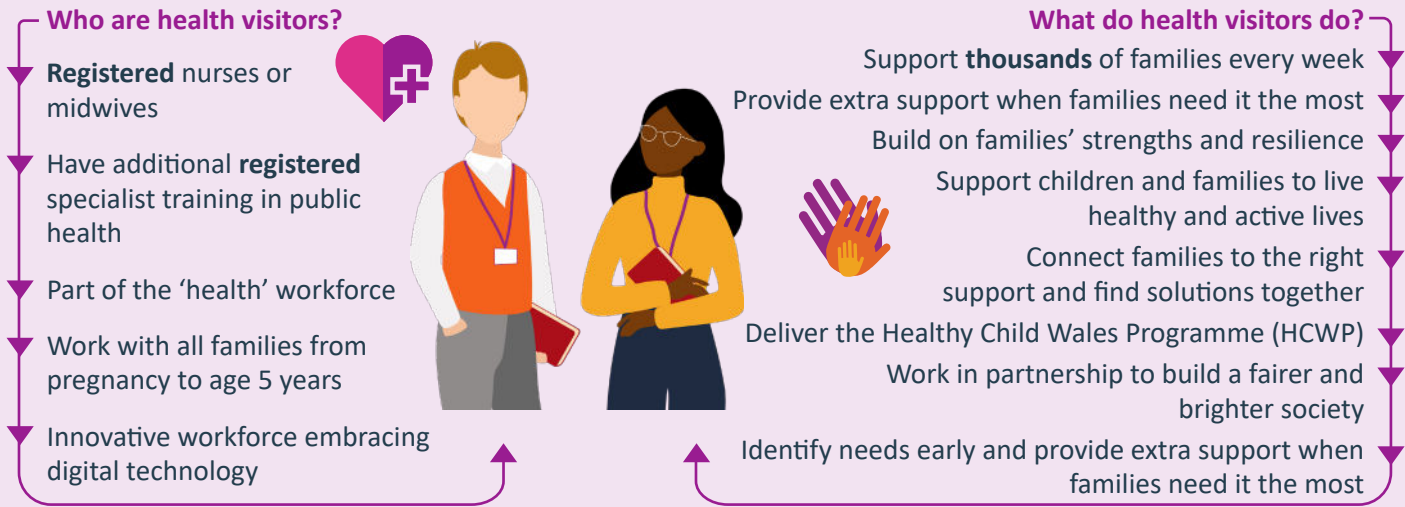 Who are health visitors?
Registered nurses or
midwives
Have additional registered
specialist training in public
health
Part of the ‘health’ workforce
Work with all families from
pregnancy to age 5 years
Innovative workforce embracing
digital technology
What do health visitors do?
Support thousands of families every week
Provide extra support when families need it the most
Build on families’ strengths and resilience
Support children and families to live
healthy and active lives
Connect families to the right
support and find solutions together
Deliver the Healthy Child Wales Programme (HCWP)
Work in partnership to build a fairer and
brighter society
Identify needs early and provide extra support when
families need it the most